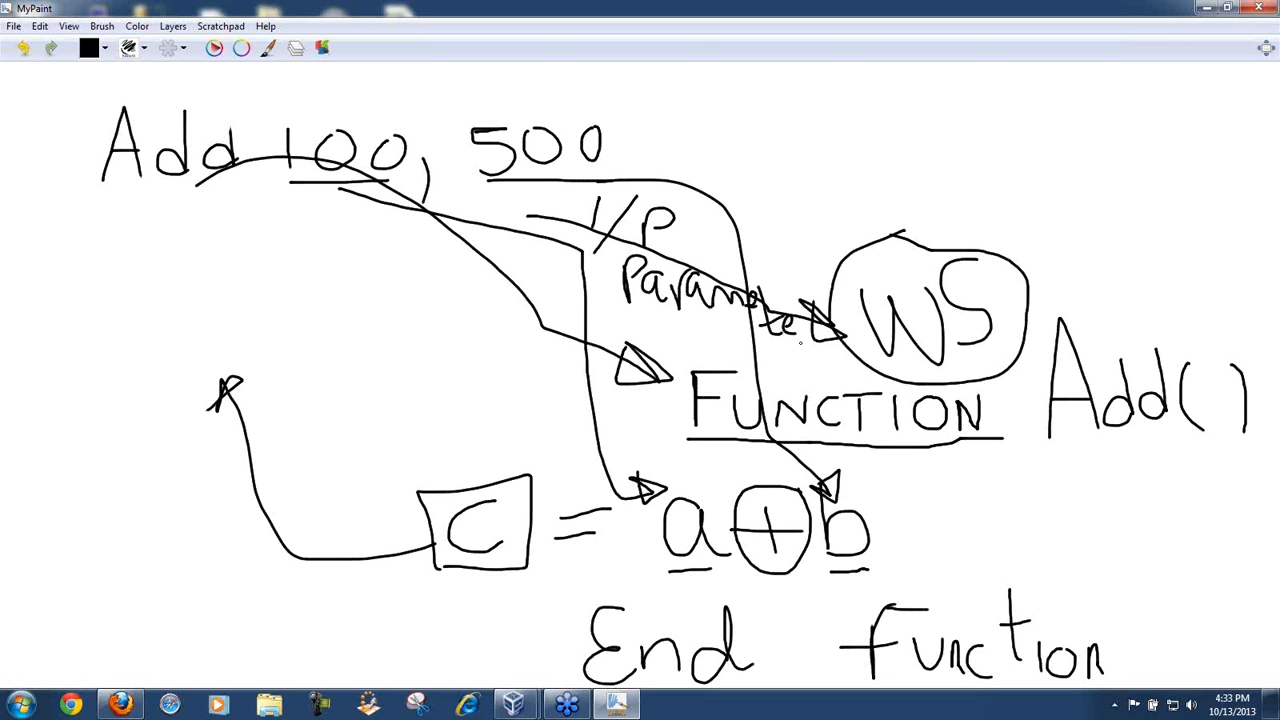 MyPaint
File Edit View Brush Color Layers Scratchpad Help
Add 100, 500
I/P
Paramete
WS
FUNCTION Add( )
C = a + b
End Function
4:33 PM
10/13/2013